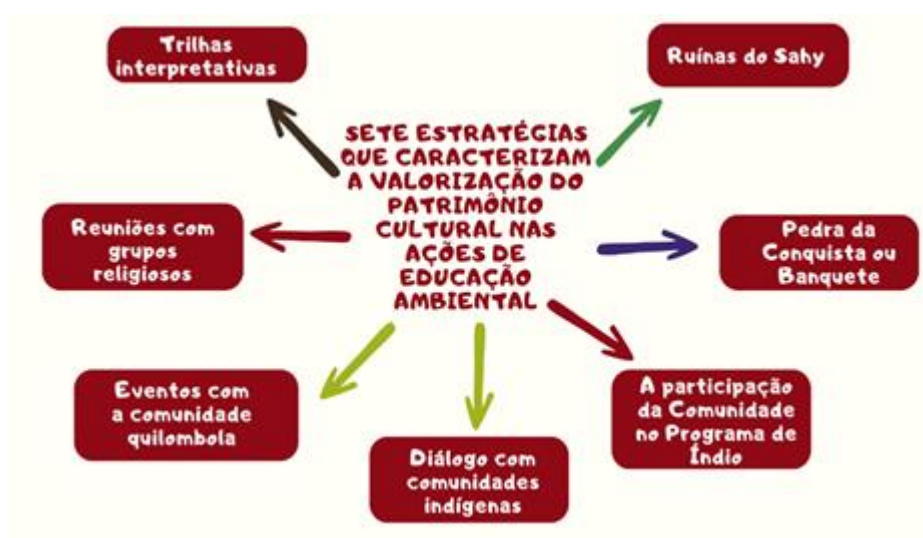 Trilhas
interpretativas
Ruínas do Sahy
SETE ESTRATÉGIAS
QUE CARACTERIZAM
A VALORIZAÇÃO DO
PATRIMÔNIO
CULTURAL NAS
AÇÕES DE
EDUCAÇÃO
AMBIENTAL
Reuniões com
grupos
religiosos
Pedra da
Conquista ou
Banquete
Eventos com
a comunidade
quilombola
Diálogo com
comunidades
indígenas
A participação
da Comunidade
no Programa de
Índio